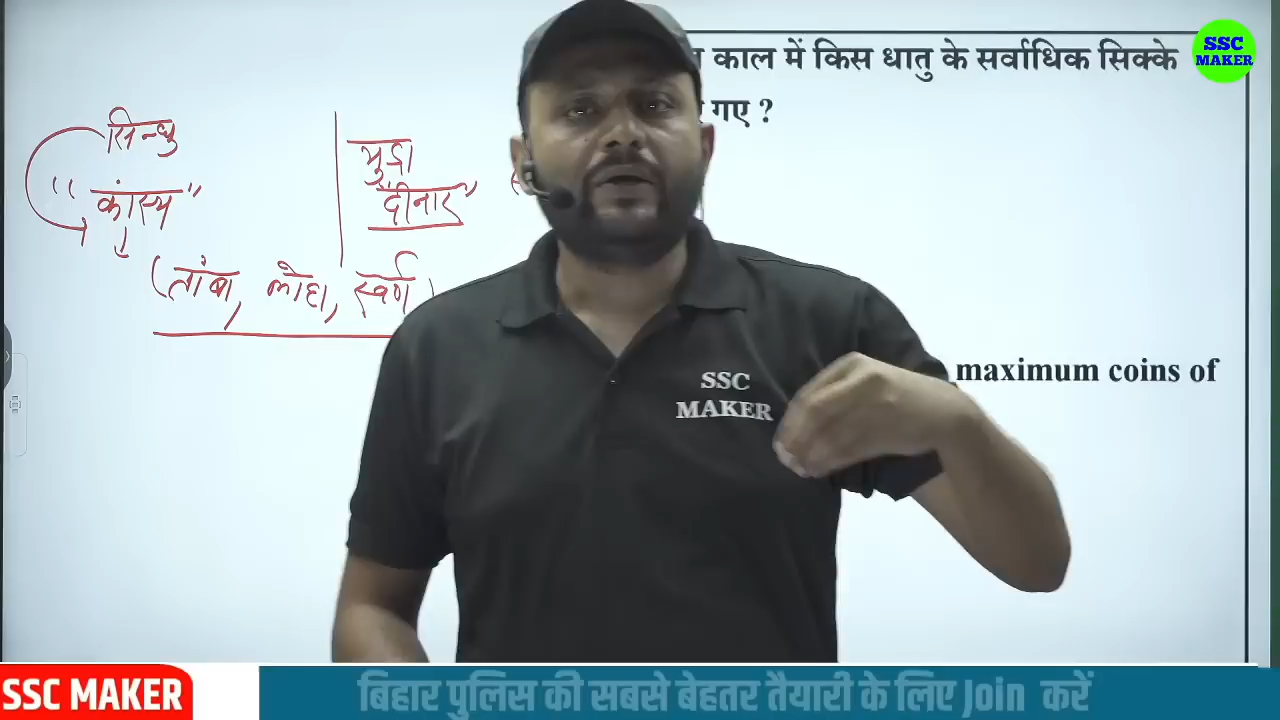 काल में किस धातु के सर्वाधिक सिक्के
गए ?
SSC
MAKER
सिन्धु
"कांस्य"
(तांबा, लोहा, स्वर्ण)
मुद्रा
"दीनार"
maximum coins of
SSC
MAKER
SSC MAKER
बिहार पुलिस की सबसे बेहतर तैयारी के लिए Join करें